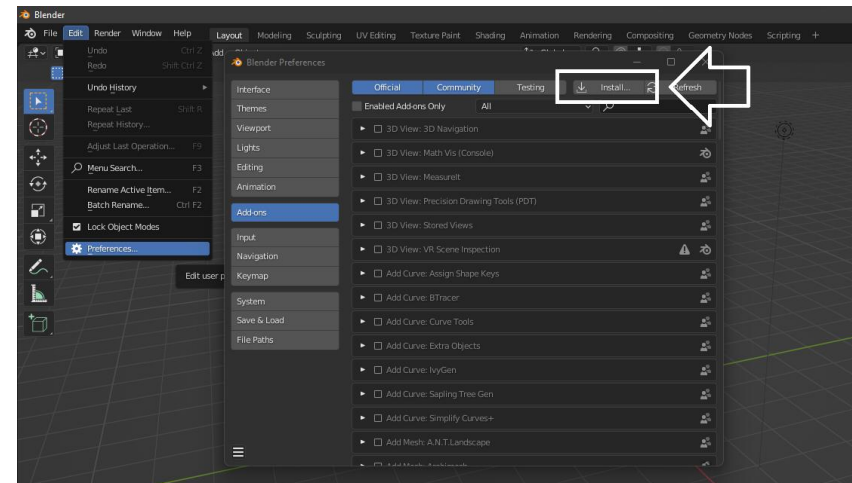 Blender
File Edit Render Window Help Layout Modeling Sculpting UV Editing Texture Paint Shading Animation Rendering Compositing Geometry Nodes Scripting +
Undo Ctrl Z
Redo Shift Ctrl Z
Undo History
Repeat Last Shift R
Repeat History...
Adjust Last Operation... F9
Menu Search... F3
Rename Active Item... F2
Batch Rename... Ctrl F2
Lock Object Modes
Preferences...
Edit user p
Blender Preferences
Interface
Themes
Viewport
Lights
Editing
Animation
Add-ons
Input
Navigation
Keymap
System
Save & Load
File Paths
Official Community Testing Install... Refresh
Enabled Add-ons Only All
3D View: 3D Navigation
3D View: Math Vis (Console)
3D View: MeasureIt
3D View: Precision Drawing Tools (PDT)
3D View: Stored Views
3D View: VR Scene Inspection
Add Curve: Assign Shape Keys
Add Curve: BTracer
Add Curve: Curve Tools
Add Curve: Extra Objects
Add Curve: IvyGen
Add Curve: Sapling Tree Gen
Add Curve: Simplify Curves+
Add Mesh: A.N.T.Landscape